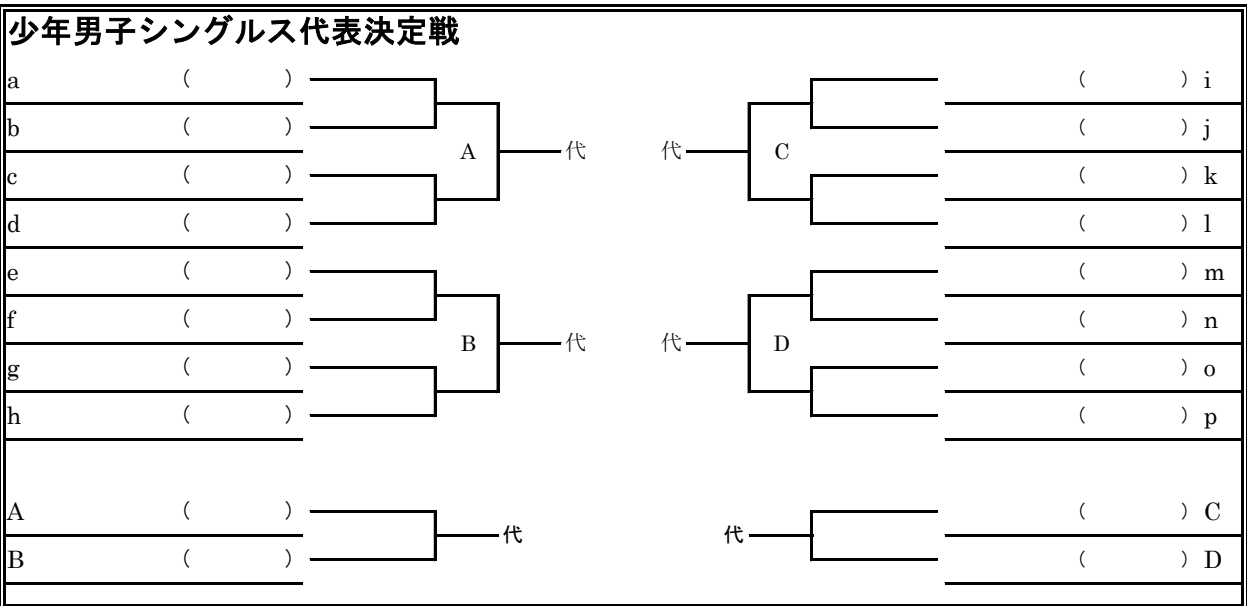 少年男子シングルス代表決定戦
a （ ） （ ） i
b （ ） （ ） j
A 代 代 C
c （ ） （ ） k
d （ ） （ ） l
e （ ） （ ） m
f （ ） （ ） n
B 代 代 D
g （ ） （ ） o
h （ ） （ ） p
A （ ） （ ） C
代 代
B （ ） （ ） D